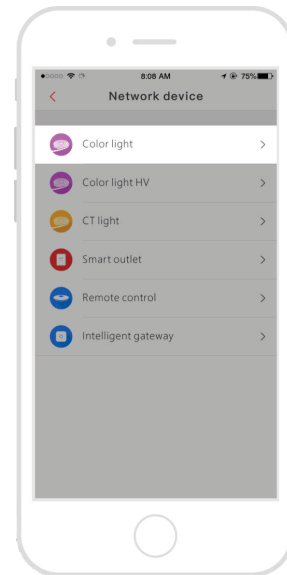 8:08 AM 75%
Network device
Color light
Color light HV
CT light
Smart outlet
Remote control
Intelligent gateway